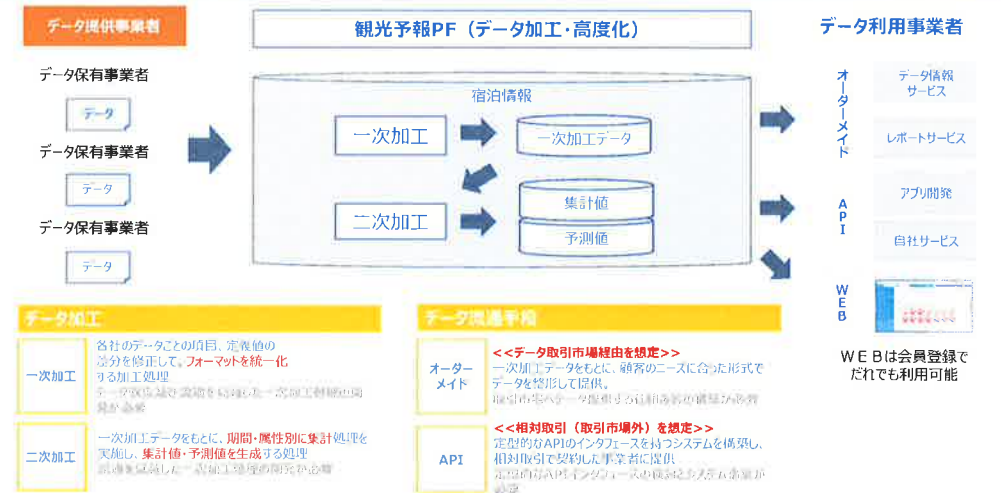 データ提供事業者
観光予報PF（データ加工・高度化）
データ利用事業者
データ保有事業者
データ
データ保有事業者
データ
データ保有事業者
データ
宿泊情報
一次加工
一次加工データ
二次加工
集計値
予測値
オーダーメイド
データ情報
サービス
レポートサービス
API
アプリ開発
自社サービス
WEB
WEBは会員登録で
だれでも利用可能
データ加工
一次加工
各社のデータごとの項目、定義値の
差分を修正して。フォーマットを統一化
する加工処理
二次加工
一次加工データをもとに、期間・属性別に集計処理を
実施し、集計値・予測値を生成する処理
データ流通手段
オーダー
メイド
<<データ取引市場経由を想定>>
一次加工データをもとに、顧客のニーズに合った形式で
データを整形して提供。
API
<<相対取引（取引市場外）を想定>>
定型的なAPIのインタフェースを持つシステムを構築し、
相対取引で契約した事業者に提供